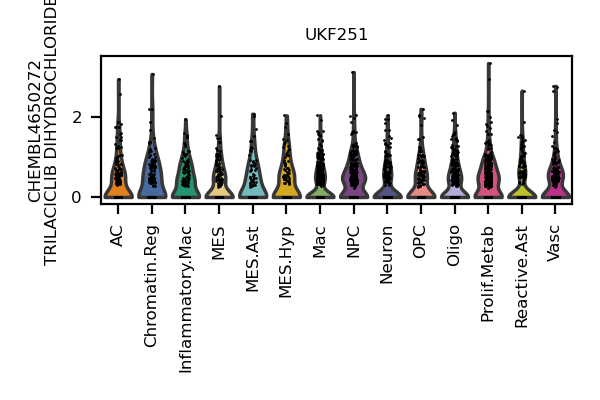 UKF251
CHEMBL4650272
TRILACICLIB DIHYDROCHLORIDE
2
0
AC
Chromatin.Reg
Inflammatory.Mac
MES
MES.Ast
MES.Hyp
Mac
NPC
Neuron
OPC
Oligo
Prolif.Metab
Reactive.Ast
Vasc